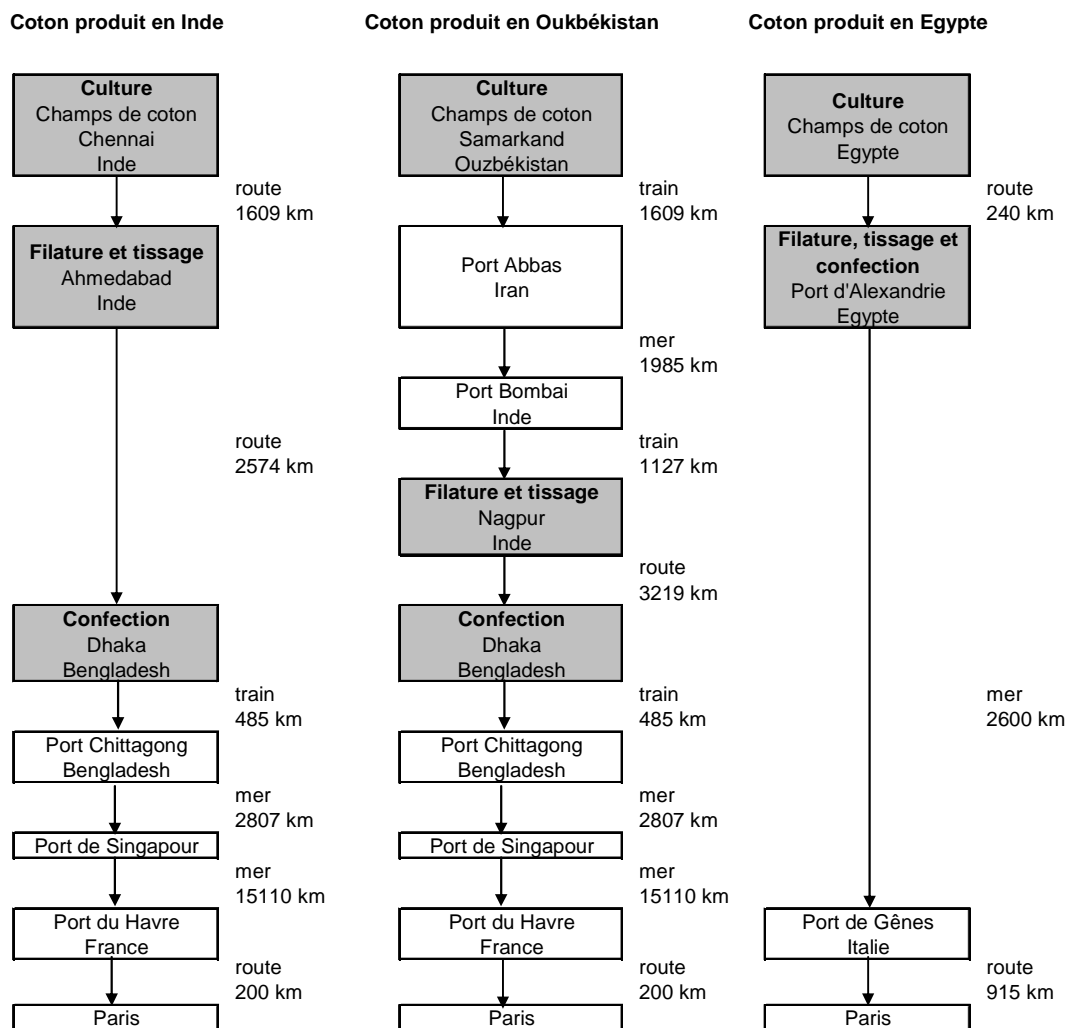 Coton produit en Inde
Culture
Champs de coton
Chennai
Inde
route
1609 km
Filature et tissage
Ahmedabad
Inde
route
2574 km
Confection
Dhaka
Bengladesh
train
485 km
Port Chittagong
Bengladesh
mer
2807 km
Port de Singapour
mer
15110 km
Port du Havre
France
route
200 km
Paris
Coton produit en Oukbékistan
Culture
Champs de coton
Samarkand
Ouzbékistan
train
1609 km
Port Abbas
Iran
mer
1985 km
Port Bombai
Inde
train
1127 km
Filature et tissage
Nagpur
Inde
route
3219 km
Confection
Dhaka
Bengladesh
train
485 km
Port Chittagong
Bengladesh
mer
2807 km
Port de Singapour
mer
15110 km
Port du Havre
France
route
200 km
Paris
Coton produit en Egypte
Culture
Champs de coton
Egypte
route
240 km
Filature, tissage et
confection
Port d'Alexandrie
Egypte
mer
2600 km
Port de Gênes
Italie
route
915 km
Paris